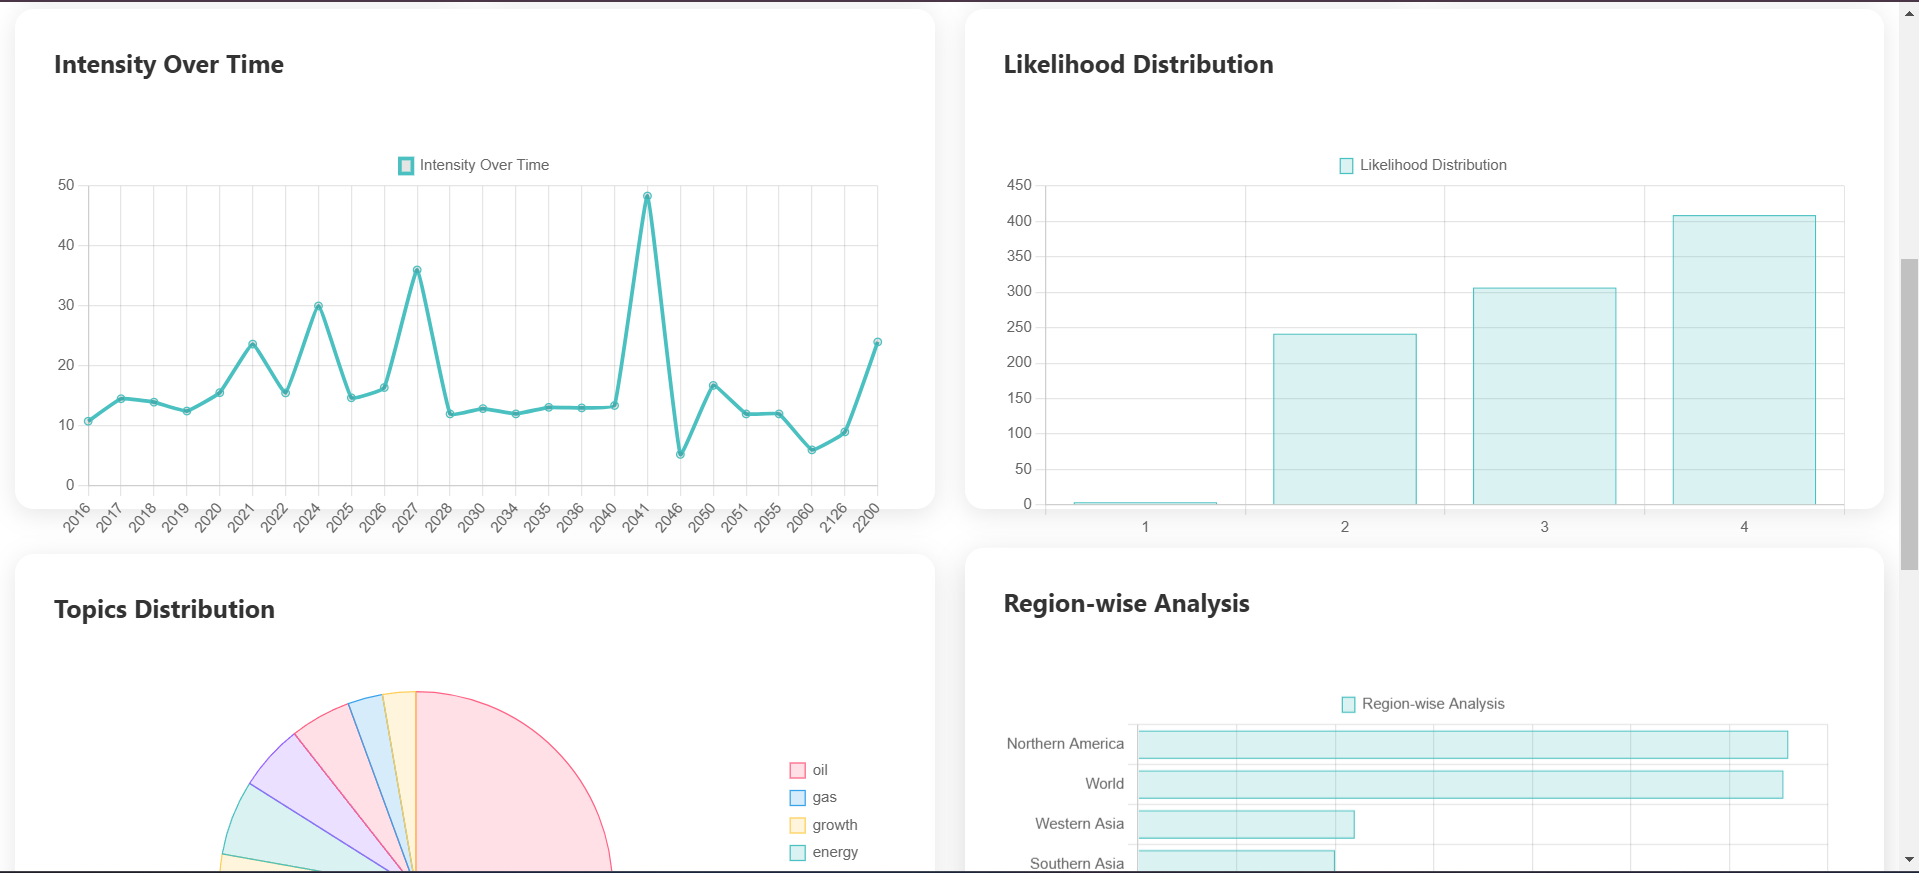 Intensity Over Time
Intensity Over Time
50
40
30
20
10
0
2016 2017 2018 2019 2020 2021 2022 2024 2025 2026 2027 2028 2030 2034 2035 2036 2040 2041 2046 2050 2051 2055 2060 2126 2200
Likelihood Distribution
Likelihood Distribution
450
400
350
300
250
200
150
100
50
0
1 2 3 4
Topics Distribution
oil
gas
growth
energy
Region-wise Analysis
Region-wise Analysis
Northern America
World
Western Asia
Southern Asia